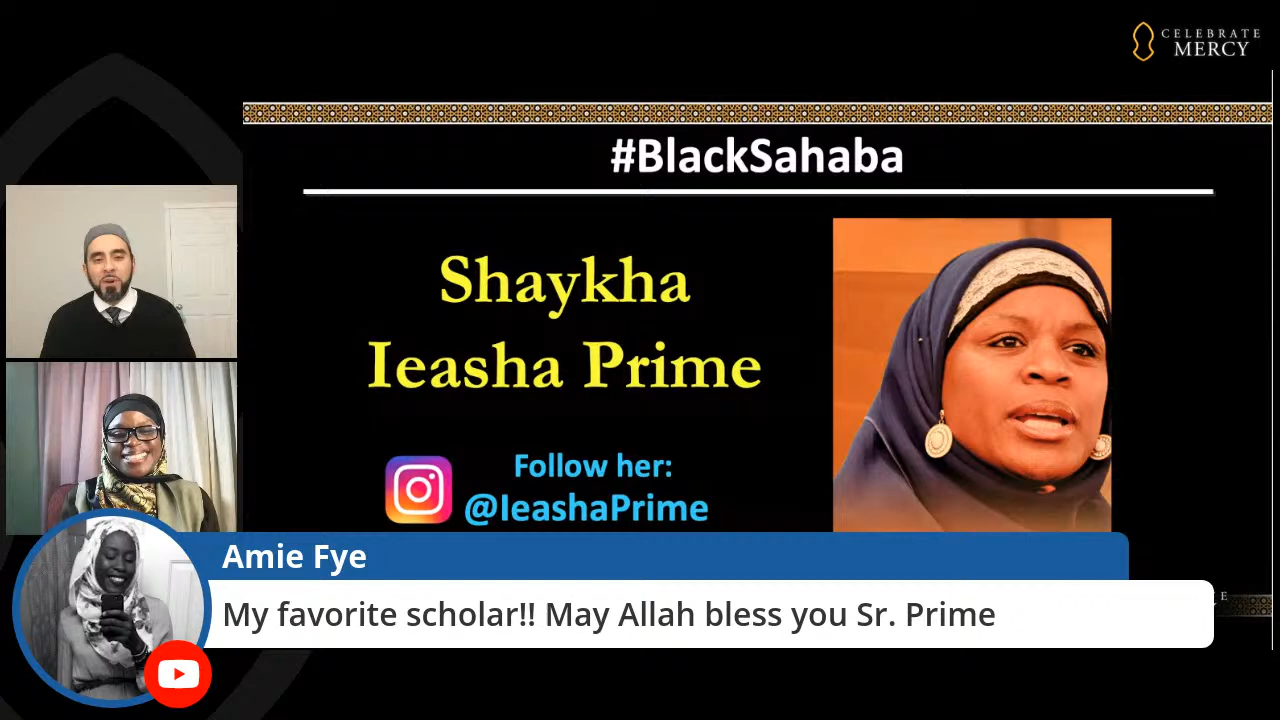 CELEBRATE
MERCY
#BlackSahaba
Shaykha
Ieasha Prime
Follow her:
@IeashaPrime
Amie Fye
My favorite scholar!! May Allah bless you Sr. Prime